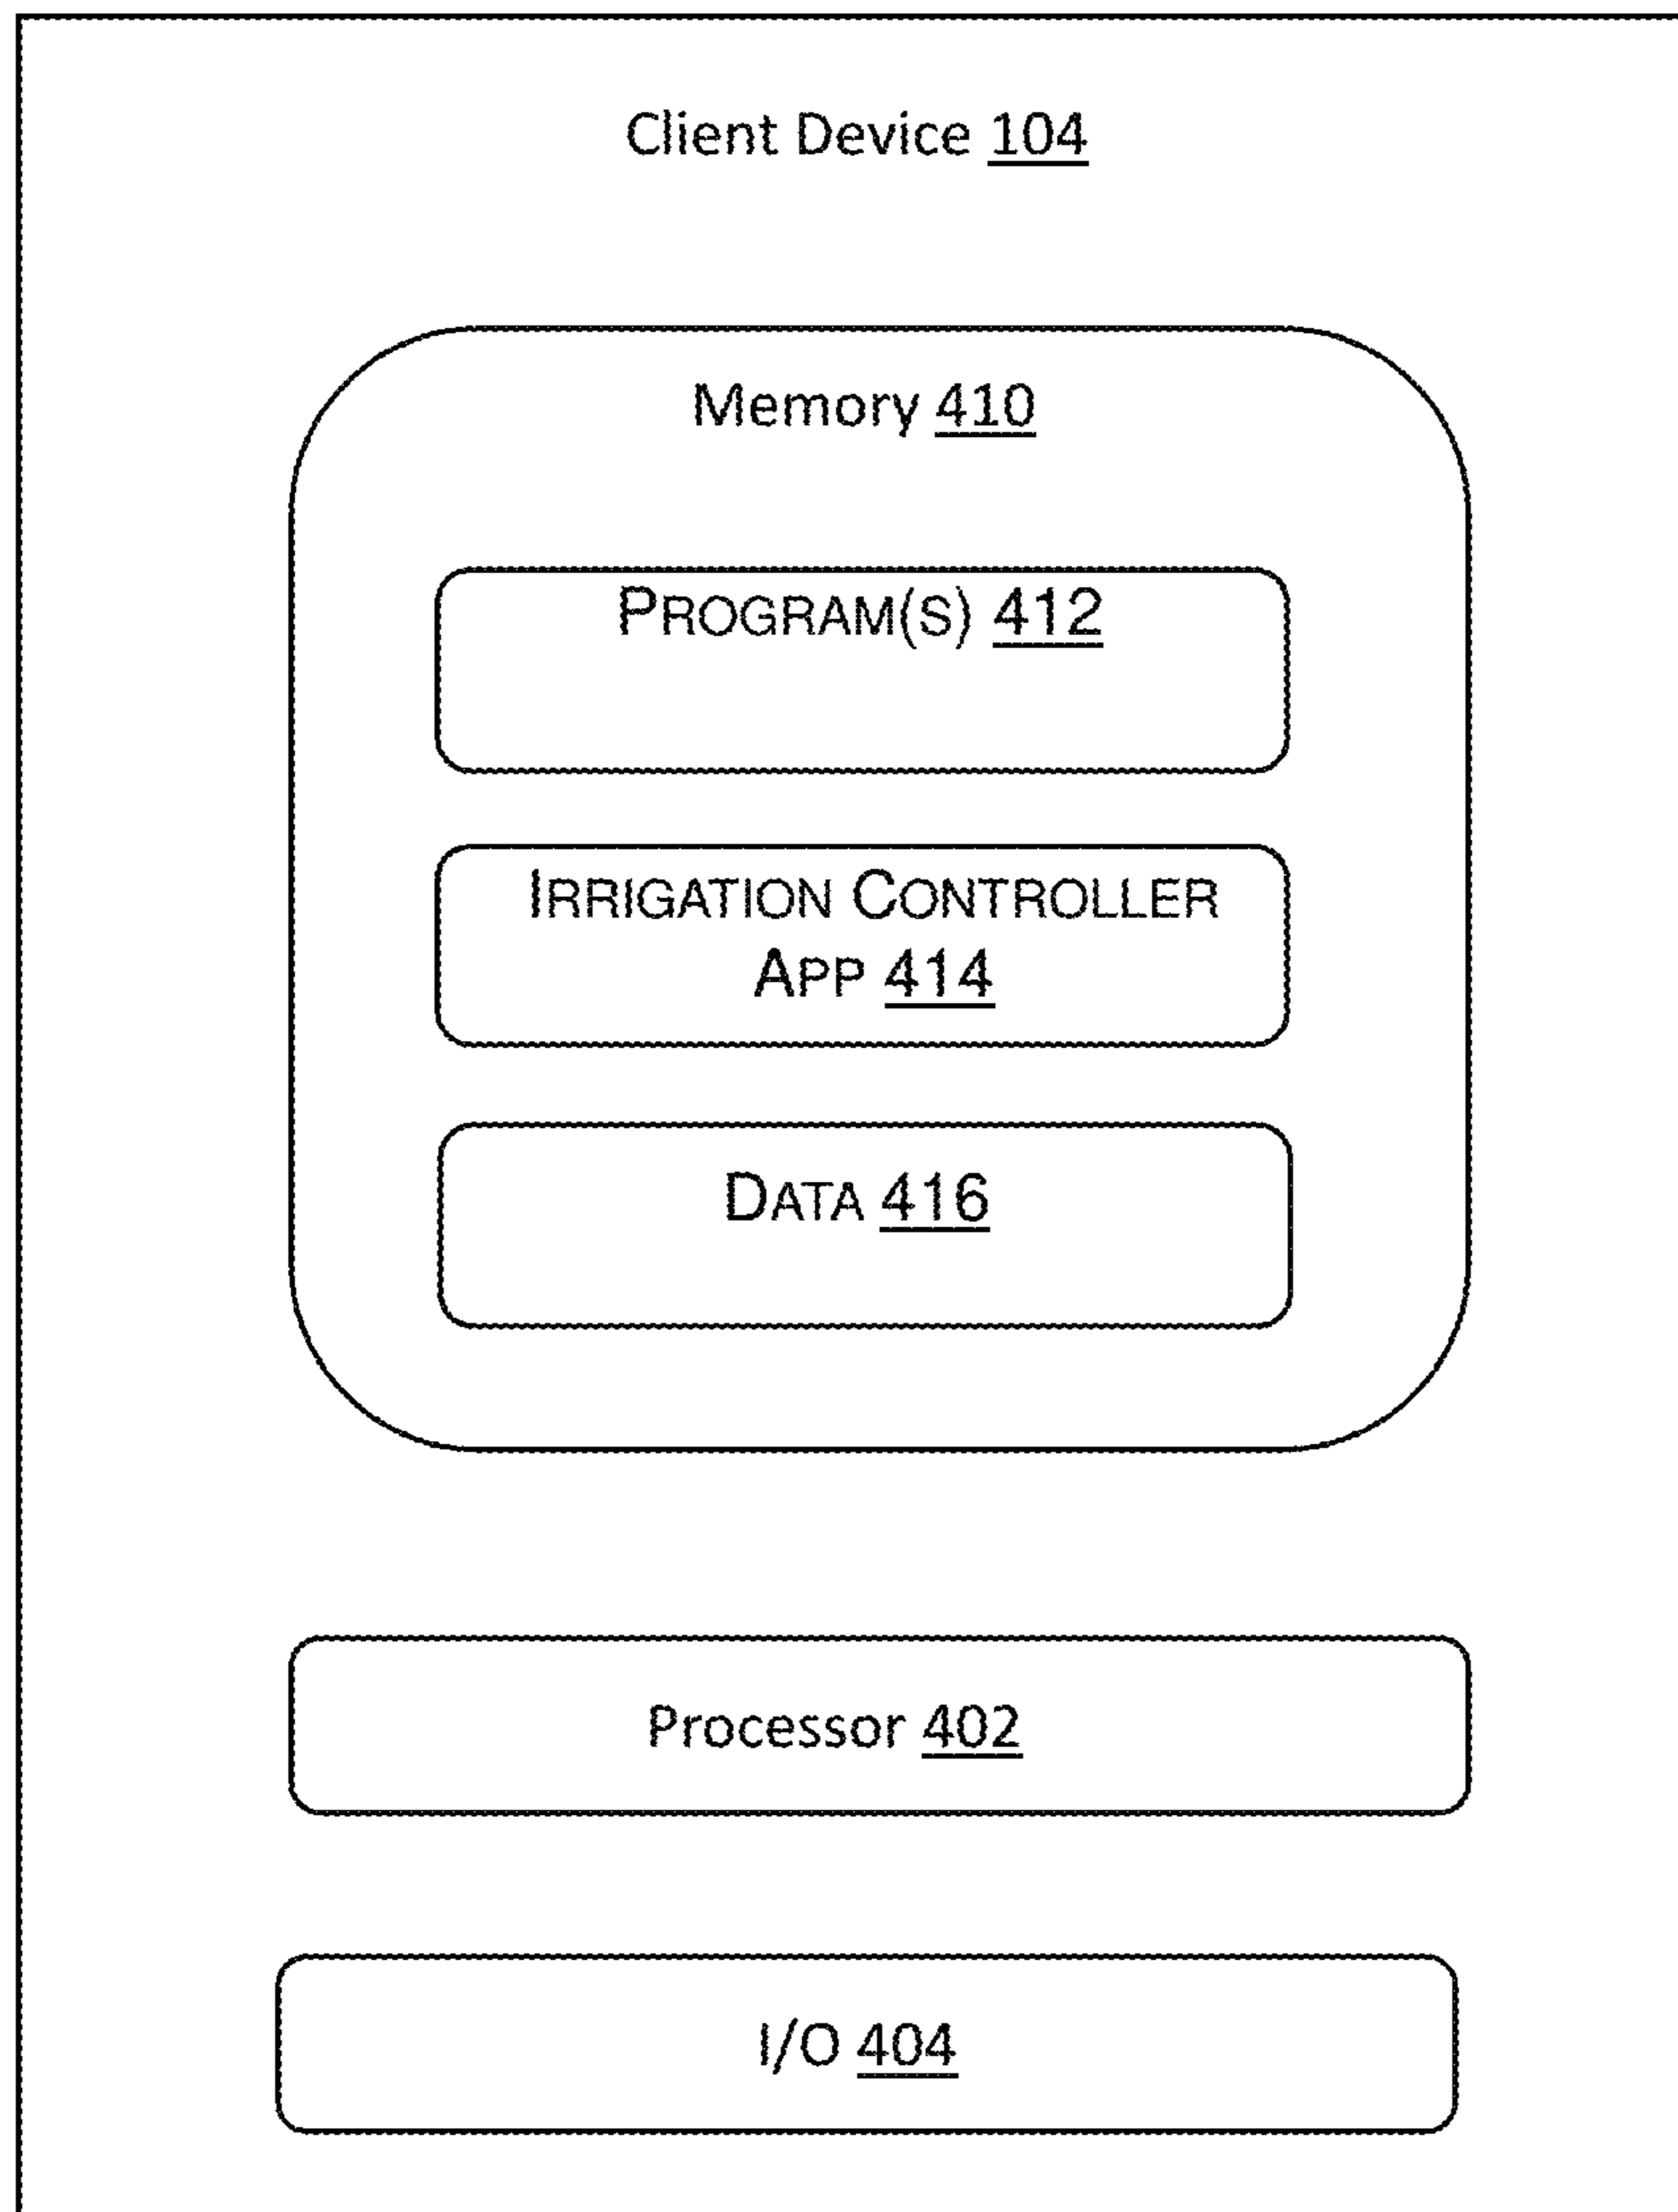 Client Device 104
Memory 410
PROGRAM(S) 412
IRRIGATION CONTROLLER
APP 414
DATA 416
Processor 402
I/O 404